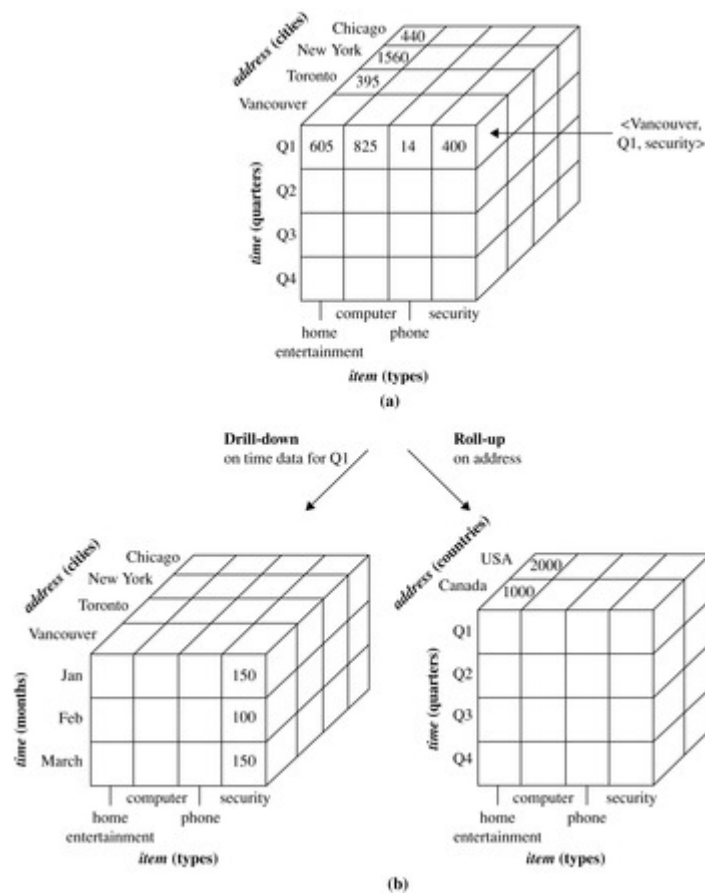 address (cities)
Chicago
New York
Toronto
Vancouver
440
1560
395
time (quarters)
Q1 605 825 14 400
<Vancouver,
Q1, security>
Q2
Q3
Q4
computer security
home phone
entertainment
item (types)
(a)
Drill-down
on time data for Q1
Roll-up
on address
address (cities)
Chicago
New York
Toronto
Vancouver
time (months)
Jan 150
Feb 100
March 150
computer security
home phone
entertainment
item (types)
address (countries)
USA 2000
Canada 1000
time (quarters)
Q1
Q2
Q3
Q4
computer security
home phone
entertainment
item (types)
(b)